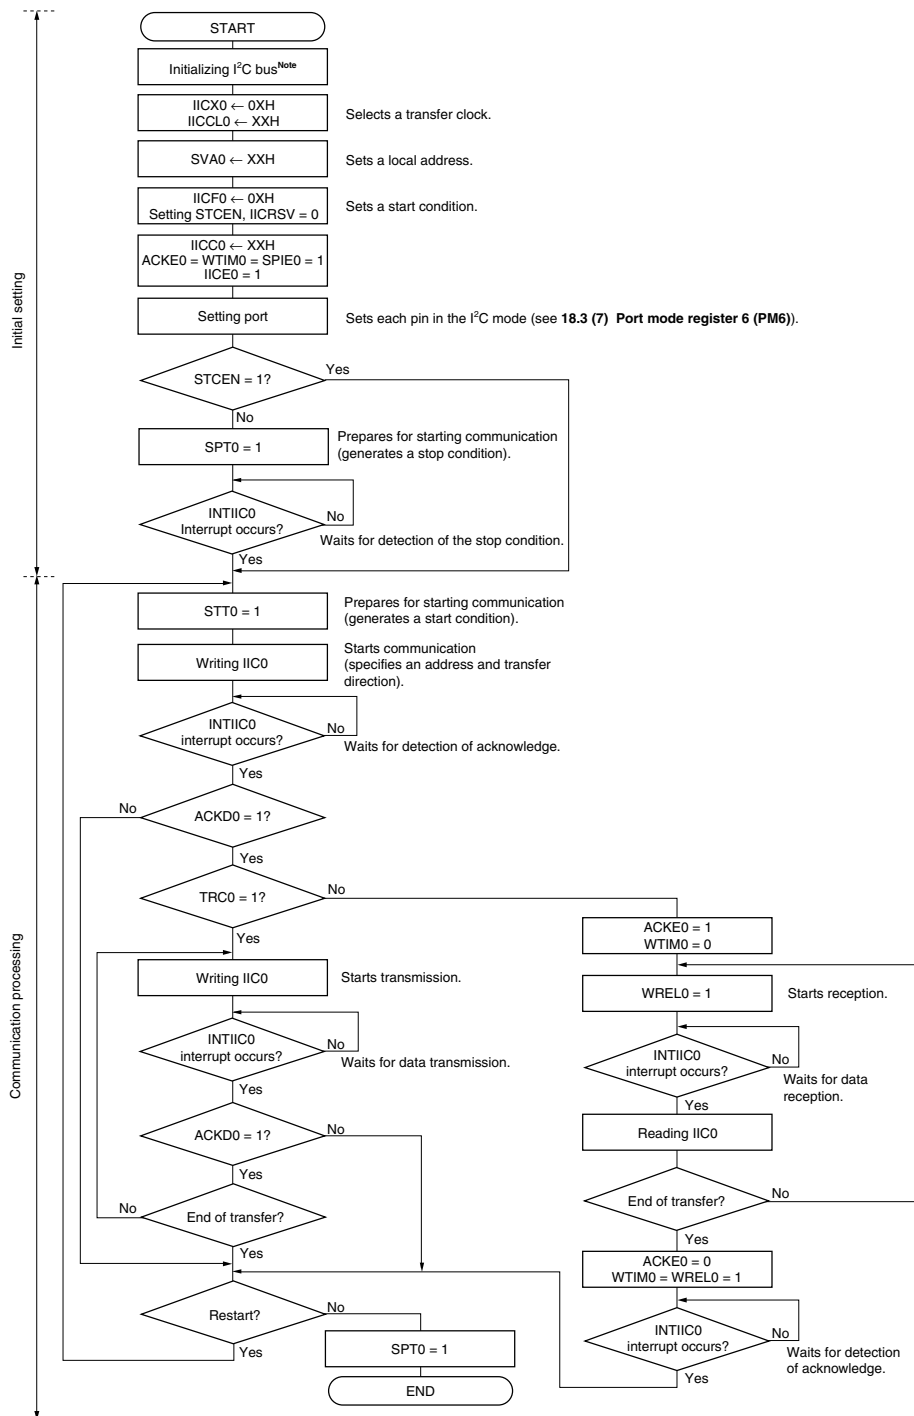 START
Initializing I²C busNote
IICX0 ← 0XH
IICCL0 ← XXH
Selects a transfer clock.
SVA0 ← XXH
Sets a local address.
IICF0 ← 0XH
Setting STCEN, IICRSV = 0
Sets a start condition.
IICC0 ← XXH
ACKE0 = WTIM0 = SPIE0 = 1
IICE0 = 1
Initial setting
Setting port
Sets each pin in the I²C mode (see 18.3 (7) Port mode register 6 (PM6)).
STCEN = 1?
Yes
No
SPT0 = 1
Prepares for starting communication
(generates a stop condition).
INTIIC0
Interrupt occurs?
No
Waits for detection of the stop condition.
Yes
STT0 = 1
Prepares for starting communication
(generates a start condition).
Writing IIC0
Starts communication
(specifies an address and transfer
direction).
INTIIC0
interrupt occurs?
No
Waits for detection of acknowledge.
Yes
No
ACKD0 = 1?
Yes
TRC0 = 1?
No
Yes
Communication processing
Writing IIC0
Starts transmission.
INTIIC0
interrupt occurs?
No
Waits for data transmission.
Yes
ACKD0 = 1?
No
Yes
No
End of transfer?
Yes
Restart?
No
Yes
SPT0 = 1
END
ACKE0 = 1
WTIM0 = 0
WREL0 = 1
Starts reception.
INTIIC0
interrupt occurs?
No
Waits for data
reception.
Yes
Reading IIC0
End of transfer?
No
Yes
ACKE0 = 0
WTIM0 = WREL0 = 1
INTIIC0
interrupt occurs?
No
Waits for detection
of acknowledge.
Yes